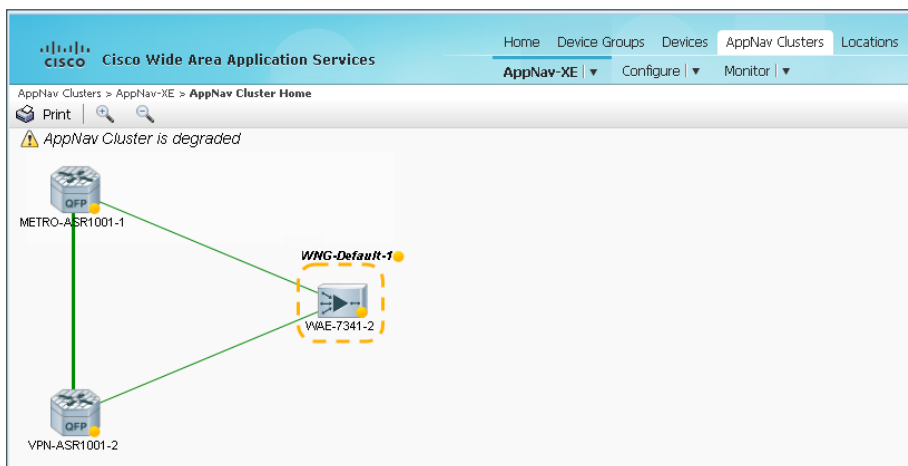 Home Device Groups Devices AppNav Clusters Locations
CISCO Cisco Wide Area Application Services
AppNav-XE | ▾ Configure | ▾ Monitor | ▾
AppNav Clusters > AppNav-XE > AppNav Cluster Home
Print
AppNav Cluster is degraded
QFP
METRO-ASR1001-1
WNG-Default-1
WAE-7341-2
QFP
VPN-ASR1001-2